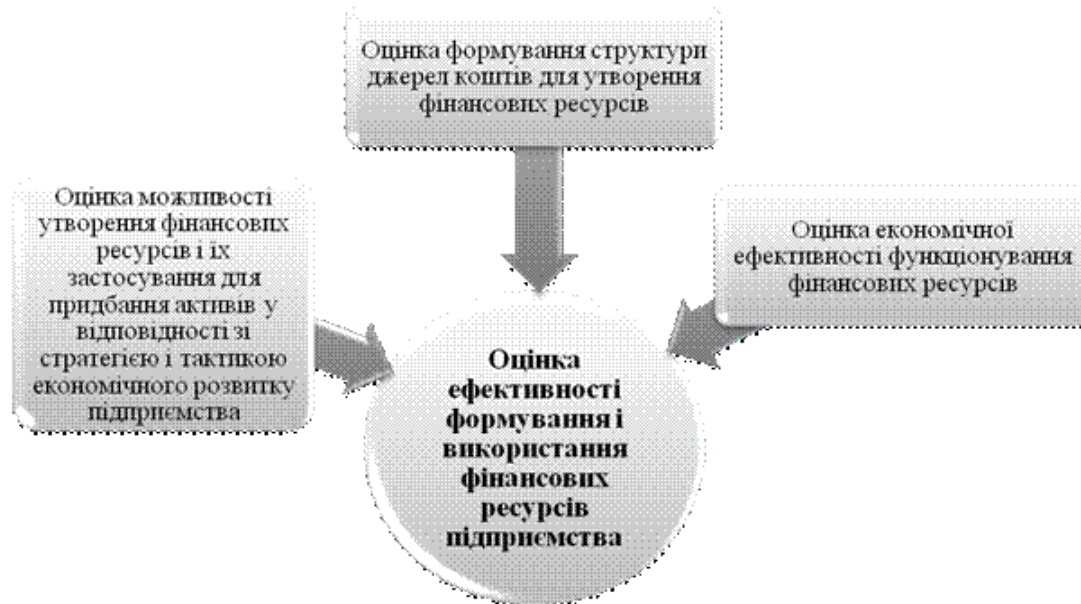 Оцінка формування структури
джерел коштів для утворення
фінансових ресурсів
Оцінка можливості
утворення фінансових
ресурсів і їх
застосування для
придбання активів у
відповідності зі
стратегією і тактикою
економічного розвитку
підприємства
Оцінка економічної
ефективності функціонування
фінансових ресурсів
Оцінка
ефективності
формування і
використання
фінансових
ресурсів
підприємства